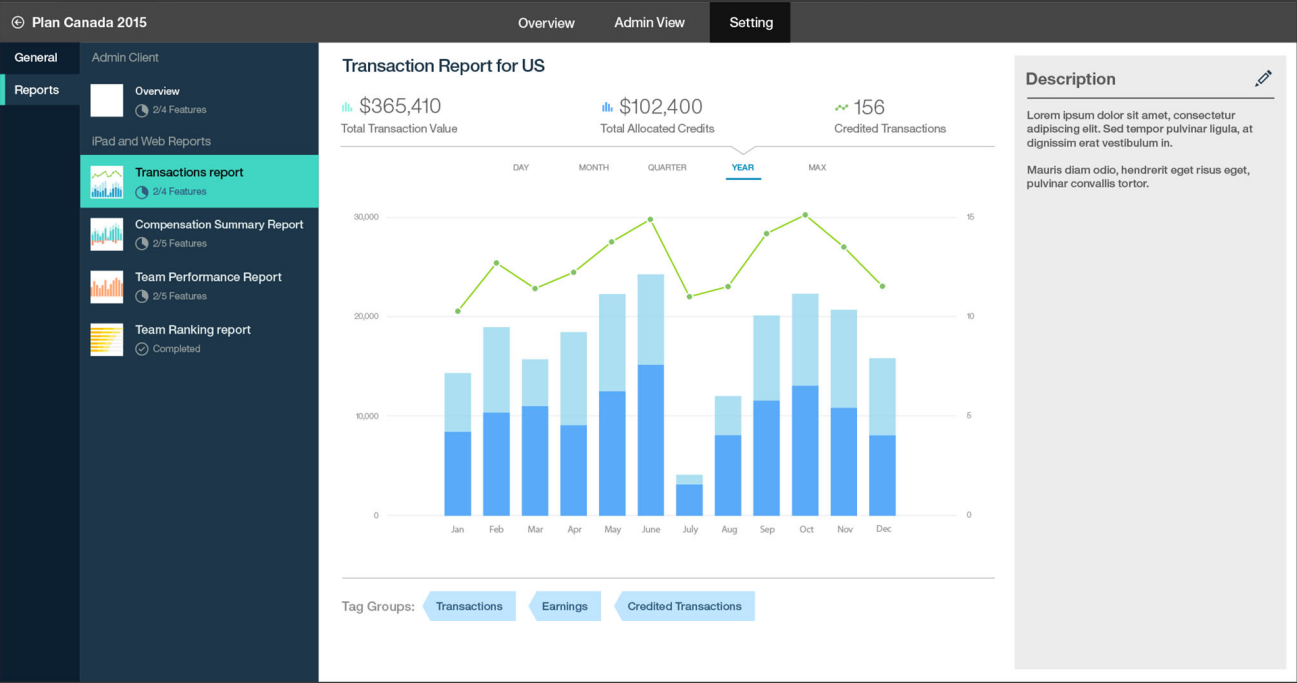 Plan Canada 2015
Overview
Admin View
Setting
General
Reports
Admin Client
Overview
2/4 Features
iPad and Web Reports
Transactions report
2/4 Features
Compensation Summary Report
2/5 Features
Team Performance Report
2/5 Features
Team Ranking report
Completed
Transaction Report for US
$365,410
Total Transaction Value
$102,400
Total Allocated Credits
156
Credited Transactions
DAY MONTH QUARTER YEAR MAX
30,000 15
20,000 10
10,000 5
0 0
Jan Feb Mar Apr May June July Aug Sep Oct Nov Dec
Tag Groups: Transactions Earnings Credited Transactions
Description
Lorem ipsum dolor sit amet, consectetur
adipiscing elit. Sed tempor pulvinar ligula, at
dignissim erat vestibulum in.
Mauris diam odio, hendrerit eget risus eget,
pulvinar convallis tortor.